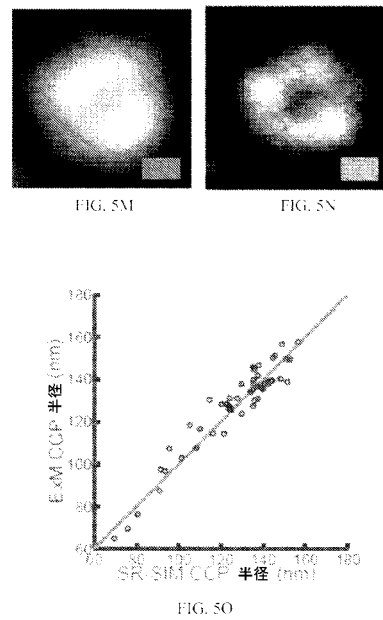 FIG. 5M
FIG. 5N
180
160
140
120
100
80
60
ExM CCP 半径 (nm)
60 80 100 120 140 160 180
SR-SIM CCP 半径 (nm)
FIG. 5O